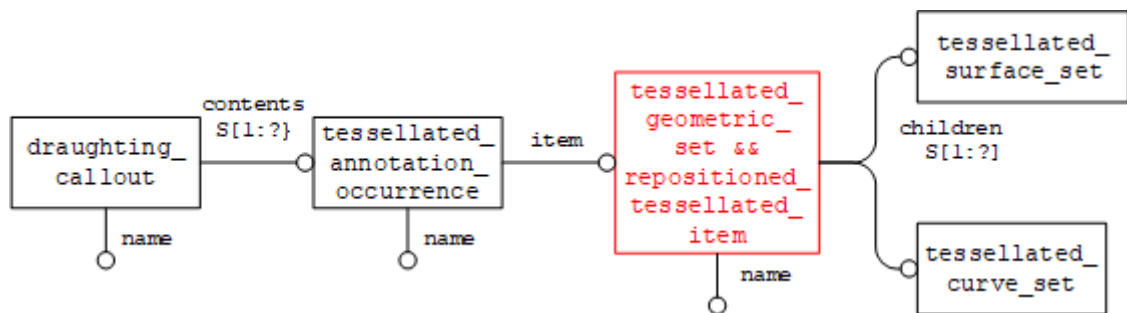 contents
S[1:?}
draughting_
callout
name
tessellated_
annotation_
occurrence
name
item
tessellated_
geometric_
set &&
repositioned_
tessellated_
item
name
children
S[1:?]
tessellated_
surface_set
tessellated_
curve_set